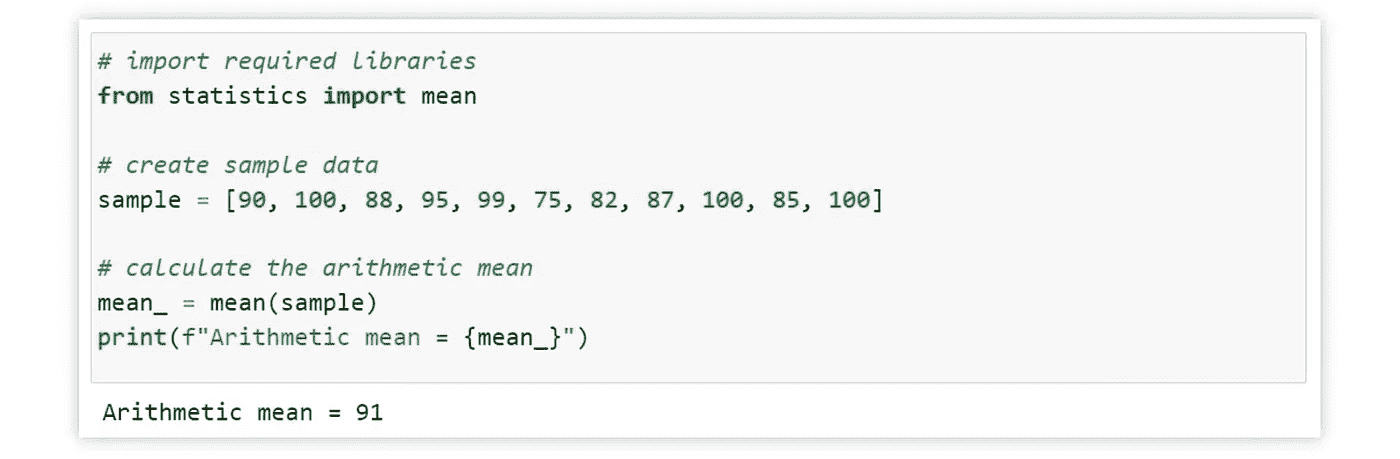 # import required libraries
from statistics import mean
# create sample data
sample = [90, 100, 88, 95, 99, 75, 82, 87, 100, 85, 100]
# calculate the arithmetic mean
mean_ = mean(sample)
print(f"Arithmetic mean = {mean_}")
Arithmetic mean = 91